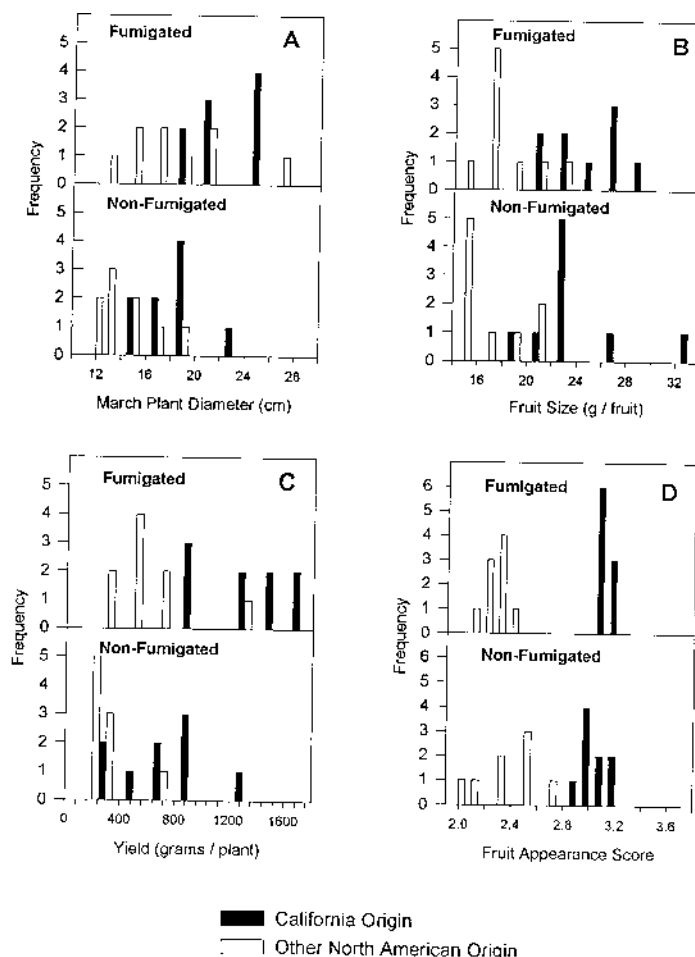 A
Fumigated
5
4
3
2
1
0
Frequency
Non-Fumigated
5
4
3
2
1
0
12 16 20 24 28
March Plant Diameter (cm)
B
Fumigated
5
4
3
2
1
0
Frequency
Non-Fumigated
5
4
3
2
1
0
16 20 24 28 32
Fruit Size (g / fruit)
C
Fumigated
5
4
3
2
1
0
Frequency
Non-Fumigated
5
4
3
2
1
0
0 400 800 1200 1600
Yield (grams / plant)
D
Fumigated
6
5
4
3
2
1
0
Frequency
Non-Fumigated
6
5
4
3
2
1
0
2.0 2.4 2.8 3.2 3.6
Fruit Appearance Score
California Origin
Other North American Origin